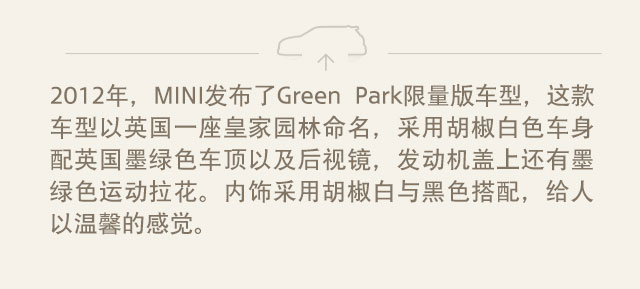 2012年，MINI发布了Green Park限量版车型，这款
车型以英国一座皇家园林命名，采用胡椒白色车身
配英国墨绿色车顶以及后视镜，发动机盖上还有墨
绿色运动拉花。内饰采用胡椒白与黑色搭配，给人
以温馨的感觉。